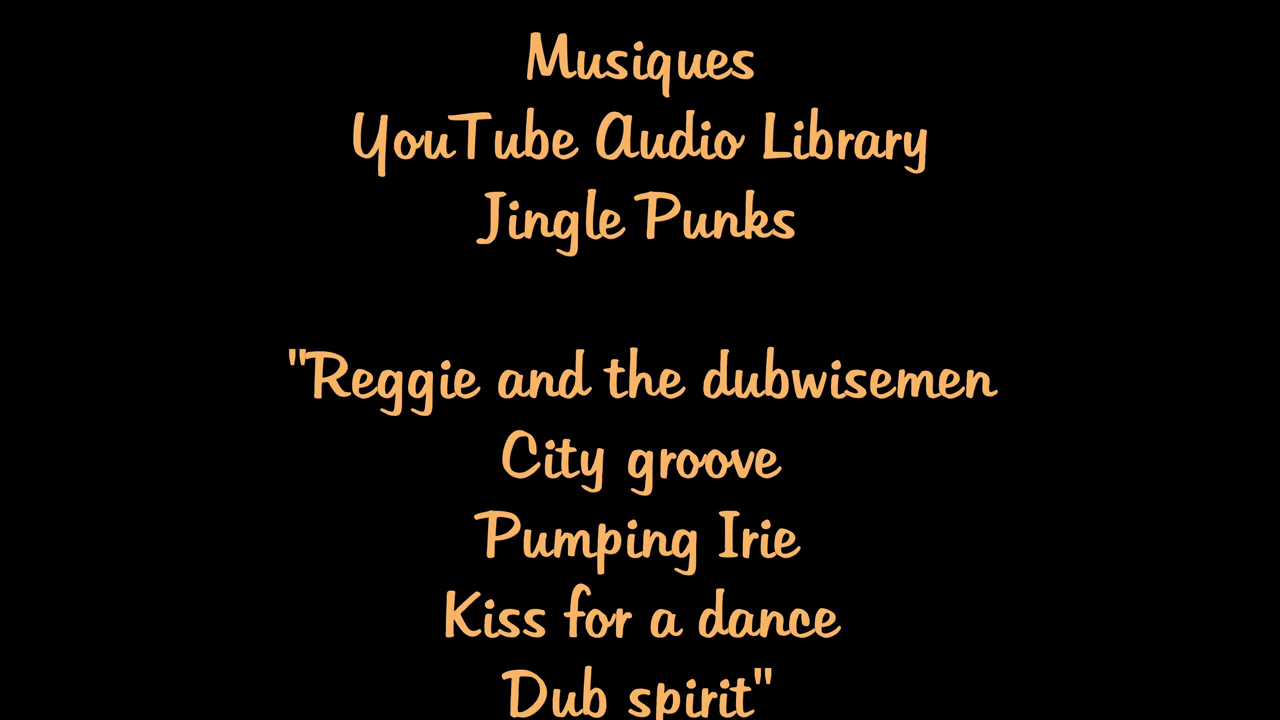 Musiques
YouTube Audio Library
Jingle Punks
"Reggie and the dubwisemen
City groove
Pumping Irie
Kiss for a dance
Dub spirit"